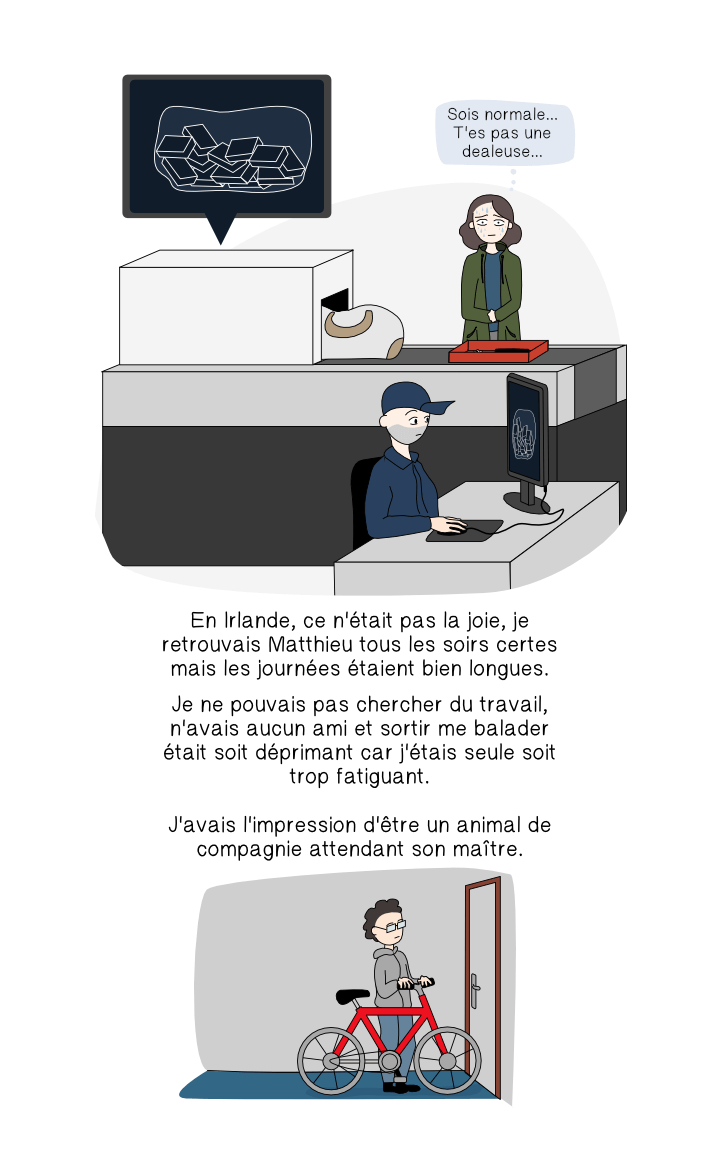 Sois normale...
T'es pas une
dealeuse...
En Irlande, ce n'était pas la joie, je
retrouvais Matthieu tous les soirs certes
mais les journées étaient bien longues.
Je ne pouvais pas chercher du travail,
n'avais aucun ami et sortir me balader
était soit déprimant car j'étais seule soit
trop fatiguant.
J'avais l'impression d'être un animal de
compagnie attendant son maître.